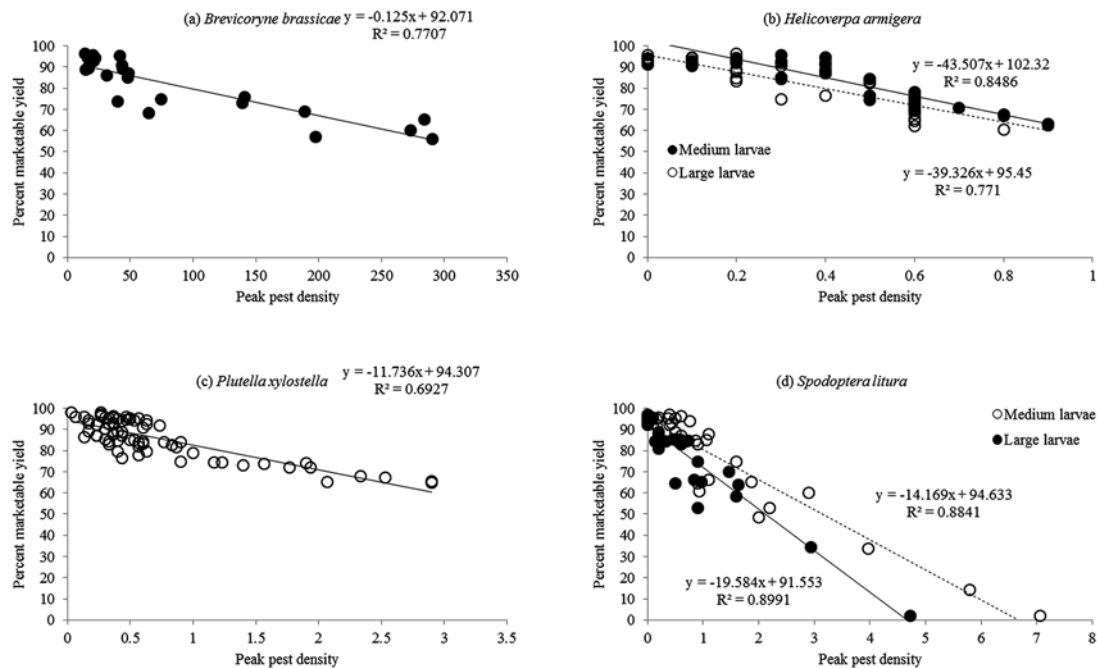 (a) Brevicoryne brassicae y = -0.125x + 92.071
R² = 0.7707
100
90
80
70
60
50
40
30
20
10
0
Percent marketable yield
0 50 100 150 200 250 300 350
Peak pest density
(b) Helicoverpa armigera
100
90
80
70
60
50
40
30
20
10
0
Percent marketable yield
y = -43.507x + 102.32
R² = 0.8486
Medium larvae
Large larvae
y = -39.326x + 95.45
R² = 0.771
0 0.2 0.4 0.6 0.8 1
Peak pest density
(c) Plutella xylostella y = -11.736x + 94.307
R² = 0.6927
100
90
80
70
60
50
40
30
20
10
0
Percent marketable yield
0 0.5 1 1.5 2 2.5 3 3.5
Peak pest density
(d) Spodoptera litura
100
90
80
70
60
50
40
30
20
10
0
Percent marketable yield
Medium larvae
Large larvae
y = -14.169x + 94.633
R² = 0.8841
y = -19.584x + 91.553
R² = 0.8991
0 1 2 3 4 5 6 7 8
Peak pest density